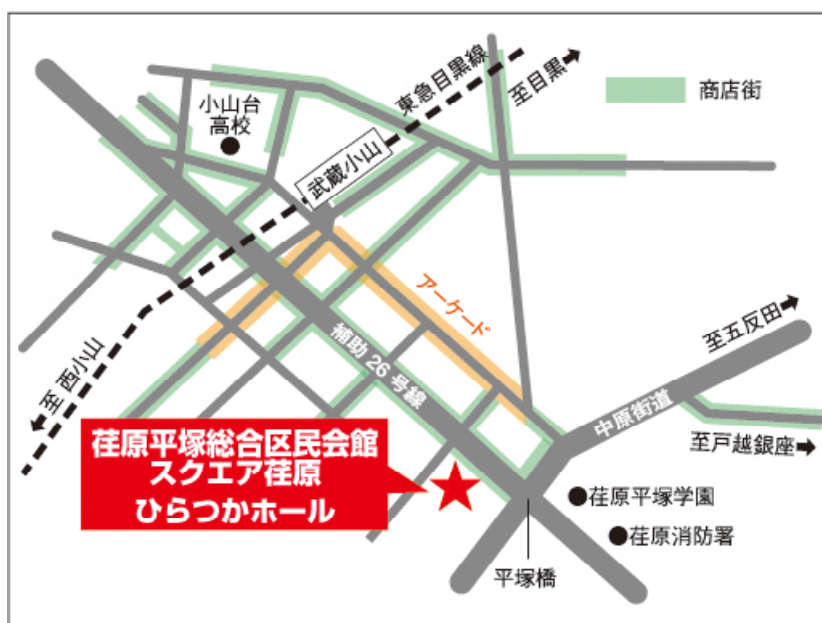 東急目黒線
至目黒
商店街
小山台
高校
武蔵小山
アーケード
至五反田
補助26号線
中原街道
至西小山
至戸越銀座
荏原平塚総合区民会館
スクエア荏原
ひらつかホール
荏原平塚学園
荏原消防署
平塚橋